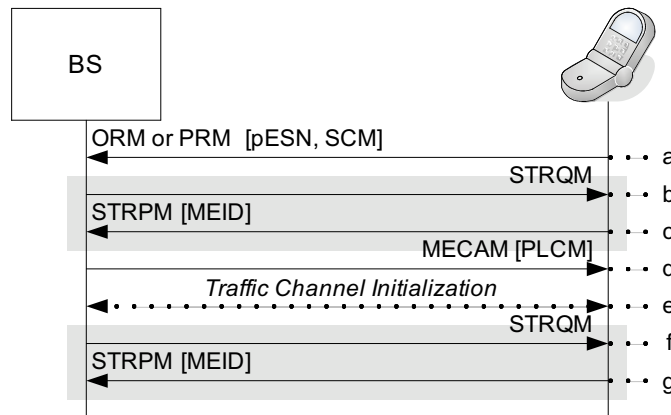 BS
ORM or PRM [pESN, SCM]
a
STRQM
b
STRPM [MEID]
c
MECAM [PLCM]
d
Traffic Channel Initialization
e
STRQM
f
STRPM [MEID]
g